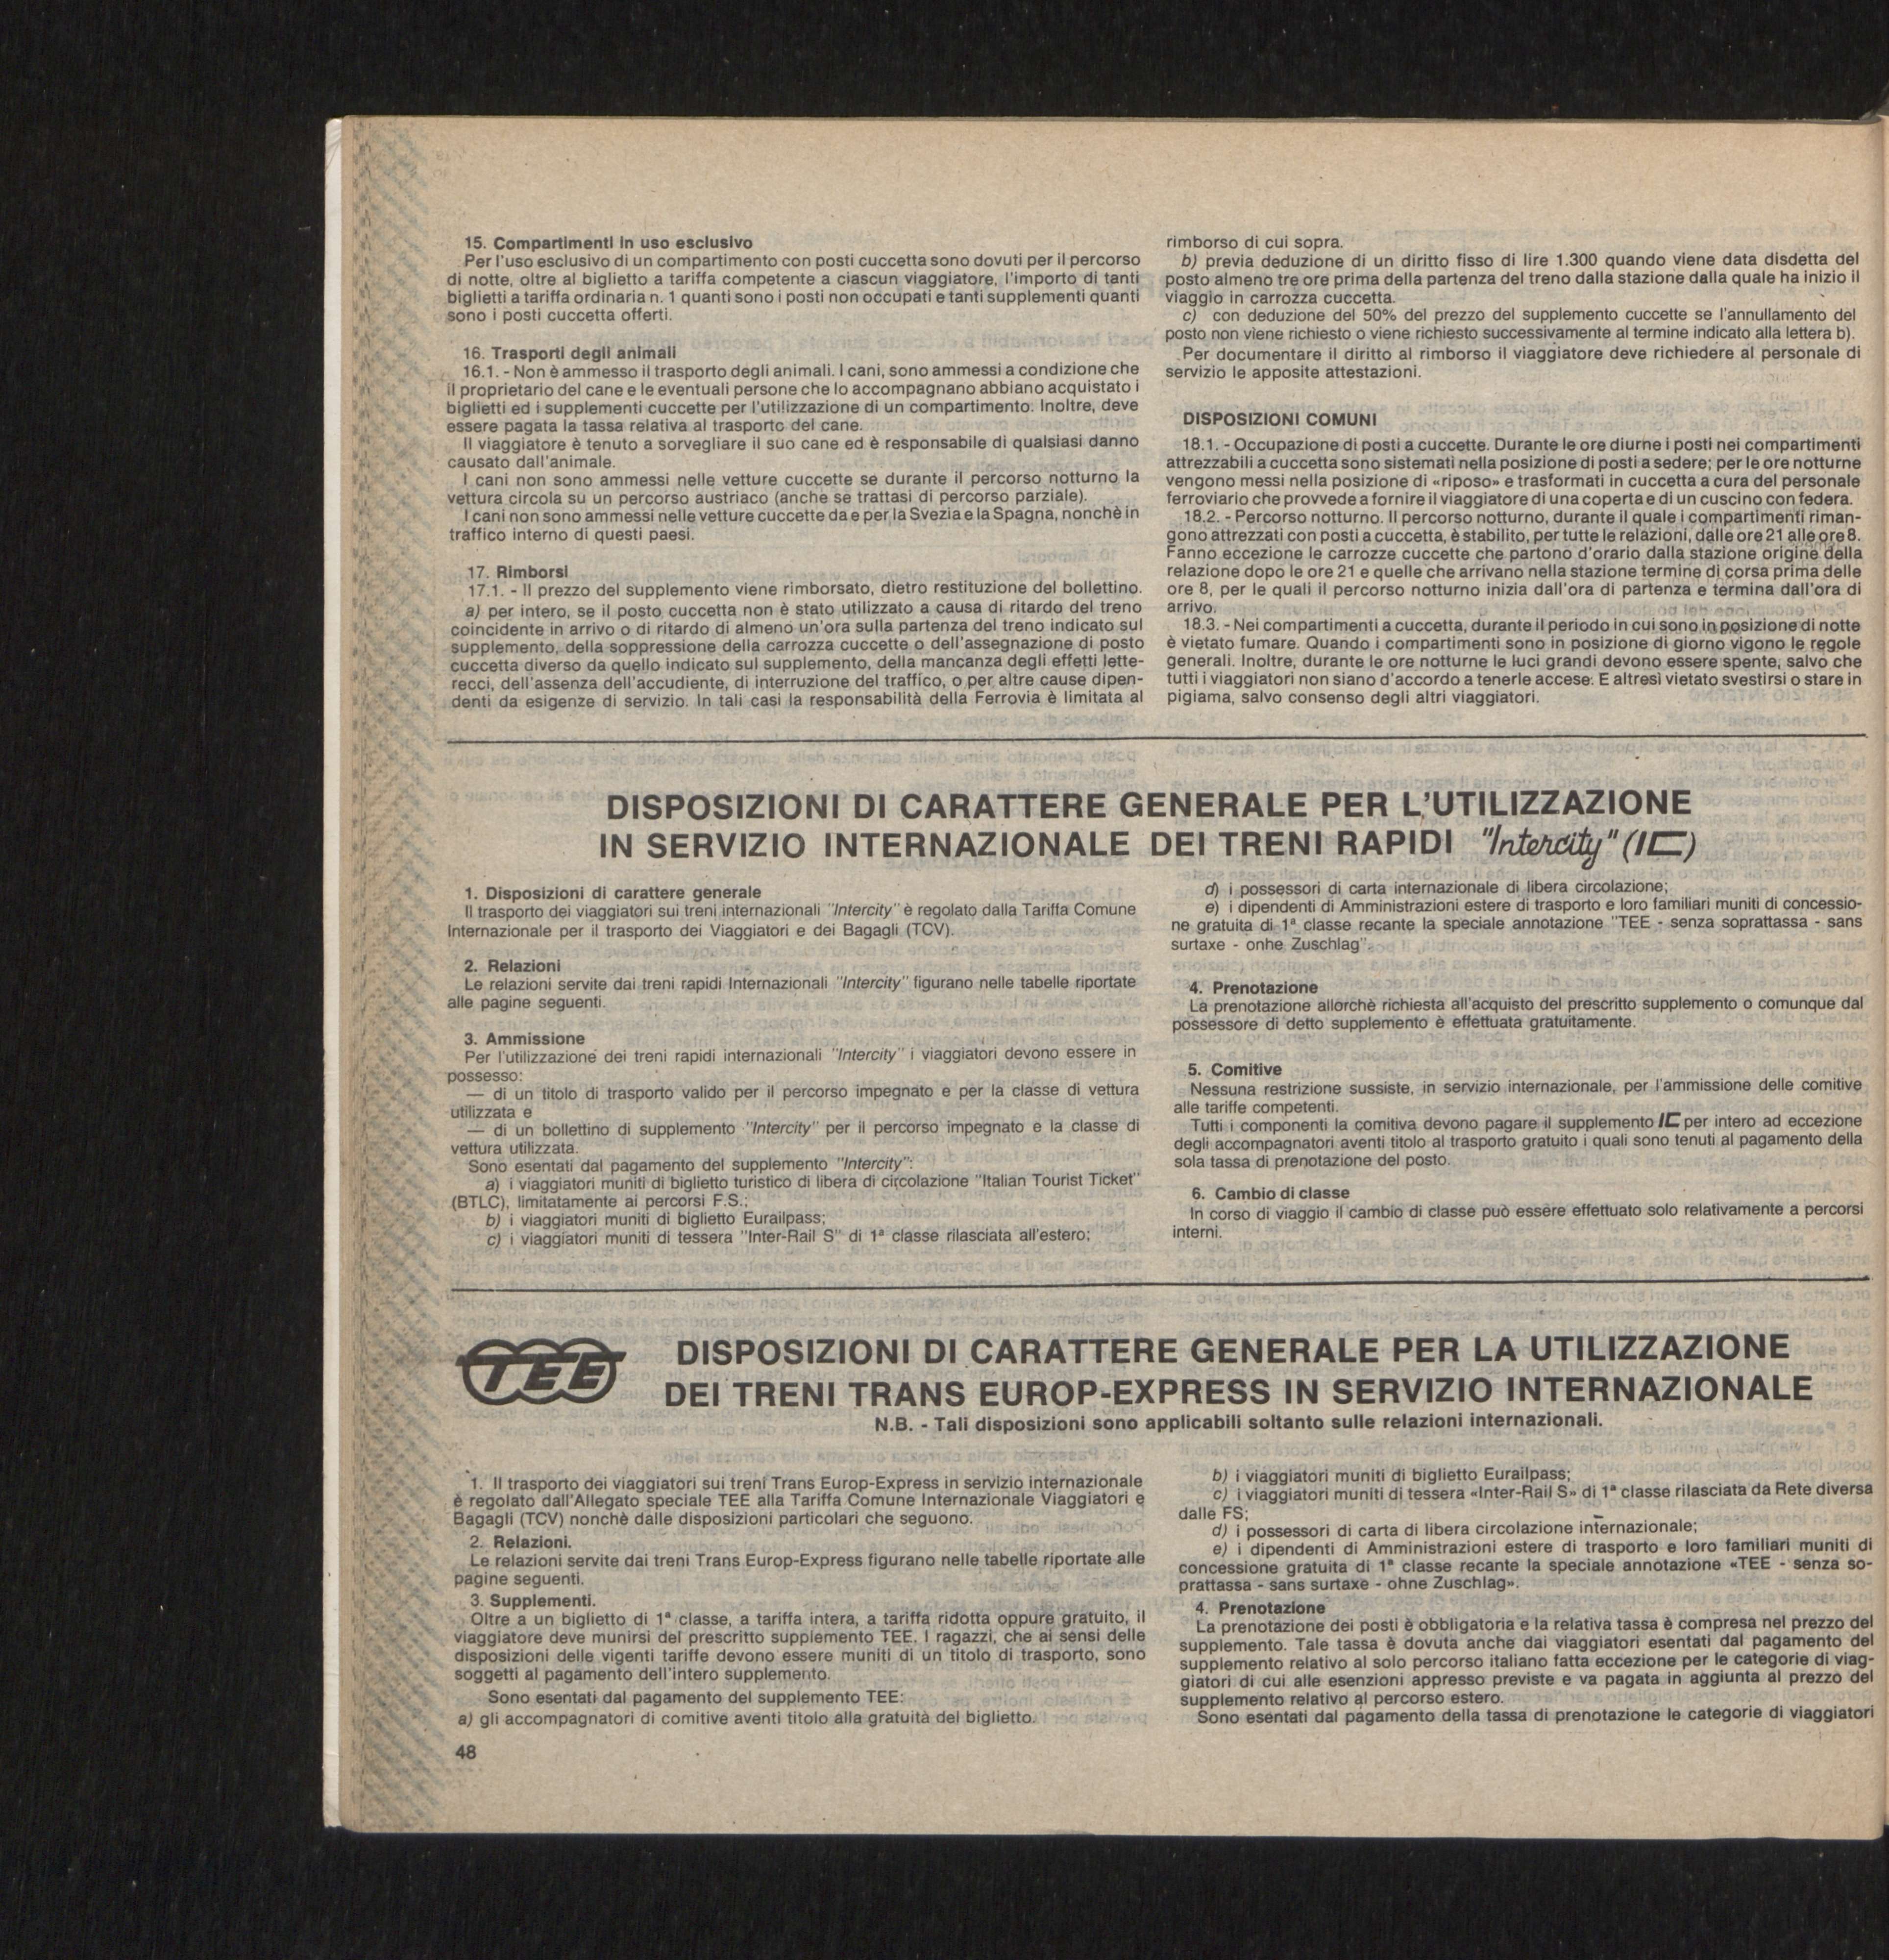 15. Compartimenti in uso esclusivo
Per l'uso esclusivo di un compartimento con posti cuccetta sono dovuti per il percorso
di notte, oltre al biglietto a tariffa competente a ciascun viaggiatore, l'importo di tanti
biglietti a tariffa ordinaria n. 1 quanti sono i posti non occupati e tanti supplementi quanti
sono i posti cuccetta offerti.
16. Trasporti degli animali
16.1. - Non è ammesso il trasporto degli animali. I cani, sono ammessi a condizione che
il proprietario del cane e le eventuali persone che lo accompagnano abbiano acquistato i
biglietti ed i supplementi cuccette per l'utilizzazione di un compartimento. Inoltre, deve
essere pagata la tassa relativa al trasporto del cane.
Il viaggiatore è tenuto a sorvegliare il suo cane ed è responsabile di qualsiasi danno
causato dall'animale.
I cani non sono ammessi nelle vetture cuccette se durante il percorso notturno la
vettura circola su un percorso austriaco (anche se trattasi di percorso parziale).
I cani non sono ammessi nelle vetture cuccette da e per la Svezia e la Spagna, nonchè in
traffico interno di questi paesi.
17. Rimborsi
17.1. - Il prezzo del supplemento viene rimborsato, dietro restituzione del bollettino.
a) per intero, se il posto cuccetta non è stato utilizzato a causa di ritardo del treno
coincidente in arrivo o di ritardo di almeno un'ora sulla partenza del treno indicato sul
supplemento, della soppressione della carrozza cuccette o dell'assegnazione di posto
cuccetta diverso da quello indicato sul supplemento, della mancanza degli effetti lette-
recci, dell'assenza dell'accudiente, di interruzione del traffico, o per altre cause dipen-
denti da esigenze di servizio. In tali casi la responsabilità della Ferrovia è limitata al
rimborso di cui sopra.
b) previa deduzione di un diritto fisso di lire 1.300 quando viene data disdetta del
posto almeno tre ore prima della partenza del treno dalla stazione dalla quale ha inizio il
viaggio in carrozza cuccetta.
c) con deduzione del 50% del prezzo del supplemento cuccette se l'annullamento del
posto non viene richiesto o viene richiesto successivamente al termine indicato alla lettera b).
Per documentare il diritto al rimborso il viaggiatore deve richiedere al personale di
servizio le apposite attestazioni.
DISPOSIZIONI COMUNI
18.1. - Occupazione di posti a cuccette. Durante le ore diurne i posti nei compartimenti
attrezzabili a cuccetta sono sistemati nella posizione di posti a sedere; per le ore notturne
vengono messi nella posizione di «riposo» e trasformati in cuccetta a cura del personale
ferroviario che provvede a fornire il viaggiatore di una coperta e di un cuscino con federa.
18.2. - Percorso notturno. Il percorso notturno, durante il quale i compartimenti riman-
gono attrezzati con posti a cuccetta, è stabilito, per tutte le relazioni, dalle ore 21 alle ore 8.
Fanno eccezione le carrozze cuccette che partono d'orario dalla stazione origine della
relazione dopo le ore 21 e quelle che arrivano nella stazione termine di corsa prima delle
ore 8, per le quali il percorso notturno inizia dall'ora di partenza e termina dall'ora di
arrivo.
18.3. - Nei compartimenti a cuccetta, durante il periodo in cui sono in posizione di notte
è vietato fumare. Quando i compartimenti sono in posizione di giorno vigono le regole
generali. Inoltre, durante le ore notturne le luci grandi devono essere spente, salvo che
tutti i viaggiatori non siano d'accordo a tenerle accese. E altresì vietato svestirsi o stare in
pigiama, salvo consenso degli altri viaggiatori.
DISPOSIZIONI DI CARATTERE GENERALE PER L'UTILIZZAZIONE
IN SERVIZIO INTERNAZIONALE DEI TRENI RAPIDI "Intercity" (IC)
1. Disposizioni di carattere generale
Il trasporto dei viaggiatori sui treni internazionali "Intercity" è regolato dalla Tariffa Comune
Internazionale per il trasporto dei Viaggiatori e dei Bagagli (TCV).
2. Relazioni
Le relazioni servite dai treni rapidi Internazionali "Intercity" figurano nelle tabelle riportate
alle pagine seguenti.
3. Ammissione
Per l'utilizzazione dei treni rapidi internazionali "Intercity" i viaggiatori devono essere in
possesso:
— di un titolo di trasporto valido per il percorso impegnato e per la classe di vettura
utilizzata e
— di un bollettino di supplemento "Intercity" per il percorso impegnato e la classe di
vettura utilizzata.
Sono esentati dal pagamento del supplemento "Intercity":
a) i viaggiatori muniti di biglietto turistico di libera di circolazione "Italian Tourist Ticket"
(BTLC), limitatamente ai percorsi F.S.;
b) i viaggiatori muniti di biglietto Eurailpass;
c) i viaggiatori muniti di tessera "Inter-Rail S" di 1ª classe rilasciata all'estero;
d) i possessori di carta internazionale di libera circolazione;
e) i dipendenti di Amministrazioni estere di trasporto e loro familiari muniti di concessio-
ne gratuita di 1ª classe recante la speciale annotazione "TEE - senza soprattassa - sans
surtaxe - onhe Zuschlag".
4. Prenotazione
La prenotazione allorchè richiesta all'acquisto del prescritto supplemento o comunque dal
possessore di detto supplemento è effettuata gratuitamente.
5. Comitive
Nessuna restrizione sussiste, in servizio internazionale, per l'ammissione delle comitive
alle tariffe competenti.
Tutti i componenti la comitiva devono pagare il supplemento IC per intero ad eccezione
degli accompagnatori aventi titolo al trasporto gratuito i quali sono tenuti al pagamento della
sola tassa di prenotazione del posto.
6. Cambio di classe
In corso di viaggio il cambio di classe può essere effettuato solo relativamente a percorsi
interni.
TEE
DISPOSIZIONI DI CARATTERE GENERALE PER LA UTILIZZAZIONE
DEI TRENI TRANS EUROP-EXPRESS IN SERVIZIO INTERNAZIONALE
N.B. - Tali disposizioni sono applicabili soltanto sulle relazioni internazionali.
1. Il trasporto dei viaggiatori sui treni Trans Europ-Express in servizio internazionale
è regolato dall'Allegato speciale TEE alla Tariffa Comune Internazionale Viaggiatori e
Bagagli (TCV) nonchè dalle disposizioni particolari che seguono.
2. Relazioni.
Le relazioni servite dai treni Trans Europ-Express figurano nelle tabelle riportate alle
pagine seguenti.
3. Supplementi.
Oltre a un biglietto di 1ª classe, a tariffa intera, a tariffa ridotta oppure gratuito, il
viaggiatore deve munirsi del prescritto supplemento TEE. I ragazzi, che ai sensi delle
disposizioni delle vigenti tariffe devono essere muniti di un titolo di trasporto, sono
soggetti al pagamento dell'intero supplemento.
Sono esentati dal pagamento del supplemento TEE:
a) gli accompagnatori di comitive aventi titolo alla gratuità del biglietto.
b) i viaggiatori muniti di biglietto Eurailpass;
c) i viaggiatori muniti di tessera «Inter-Rail S» di 1ª classe rilasciata da Rete diversa
dalle FS;
d) i possessori di carta di libera circolazione internazionale;
e) i dipendenti di Amministrazioni estere di trasporto e loro familiari muniti di
concessione gratuita di 1ª classe recante la speciale annotazione «TEE - senza so-
prattassa - sans surtaxe - ohne Zuschlag».
4. Prenotazione
La prenotazione dei posti è obbligatoria e la relativa tassa è compresa nel prezzo del
supplemento. Tale tassa è dovuta anche dai viaggiatori esentati dal pagamento del
supplemento relativo al solo percorso italiano fatta eccezione per le categorie di viag-
giatori di cui alle esenzioni appresso previste e va pagata in aggiunta al prezzo del
supplemento relativo al percorso estero.
Sono esentati dal pagamento della tassa di prenotazione le categorie di viaggiatori
48